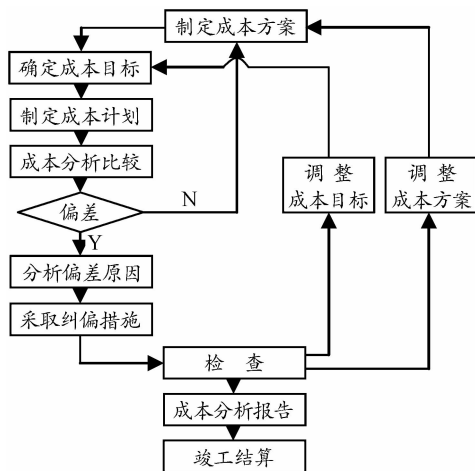 制定成本方案
确定成本目标
制定成本计划
成本分析比较
偏差
N
Y
分析偏差原因
采取纠偏措施
调 整
成本目标
调 整
成本方案
检 查
成本分析报告
竣工结算